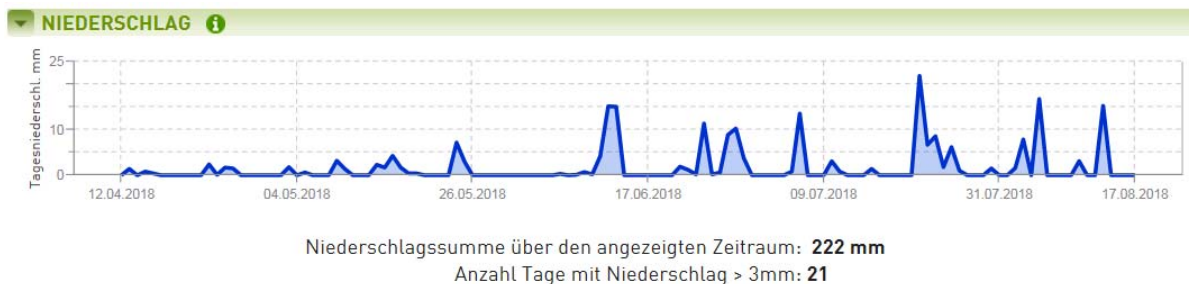 NIEDERSCHLAG
Tagesniederschl. mm
25
10
0
12.04.2018 04.05.2018 26.05.2018 17.06.2018 09.07.2018 31.07.2018 17.08.2018
Niederschlagssumme über den angezeigten Zeitraum: 222 mm
Anzahl Tage mit Niederschlag > 3mm: 21